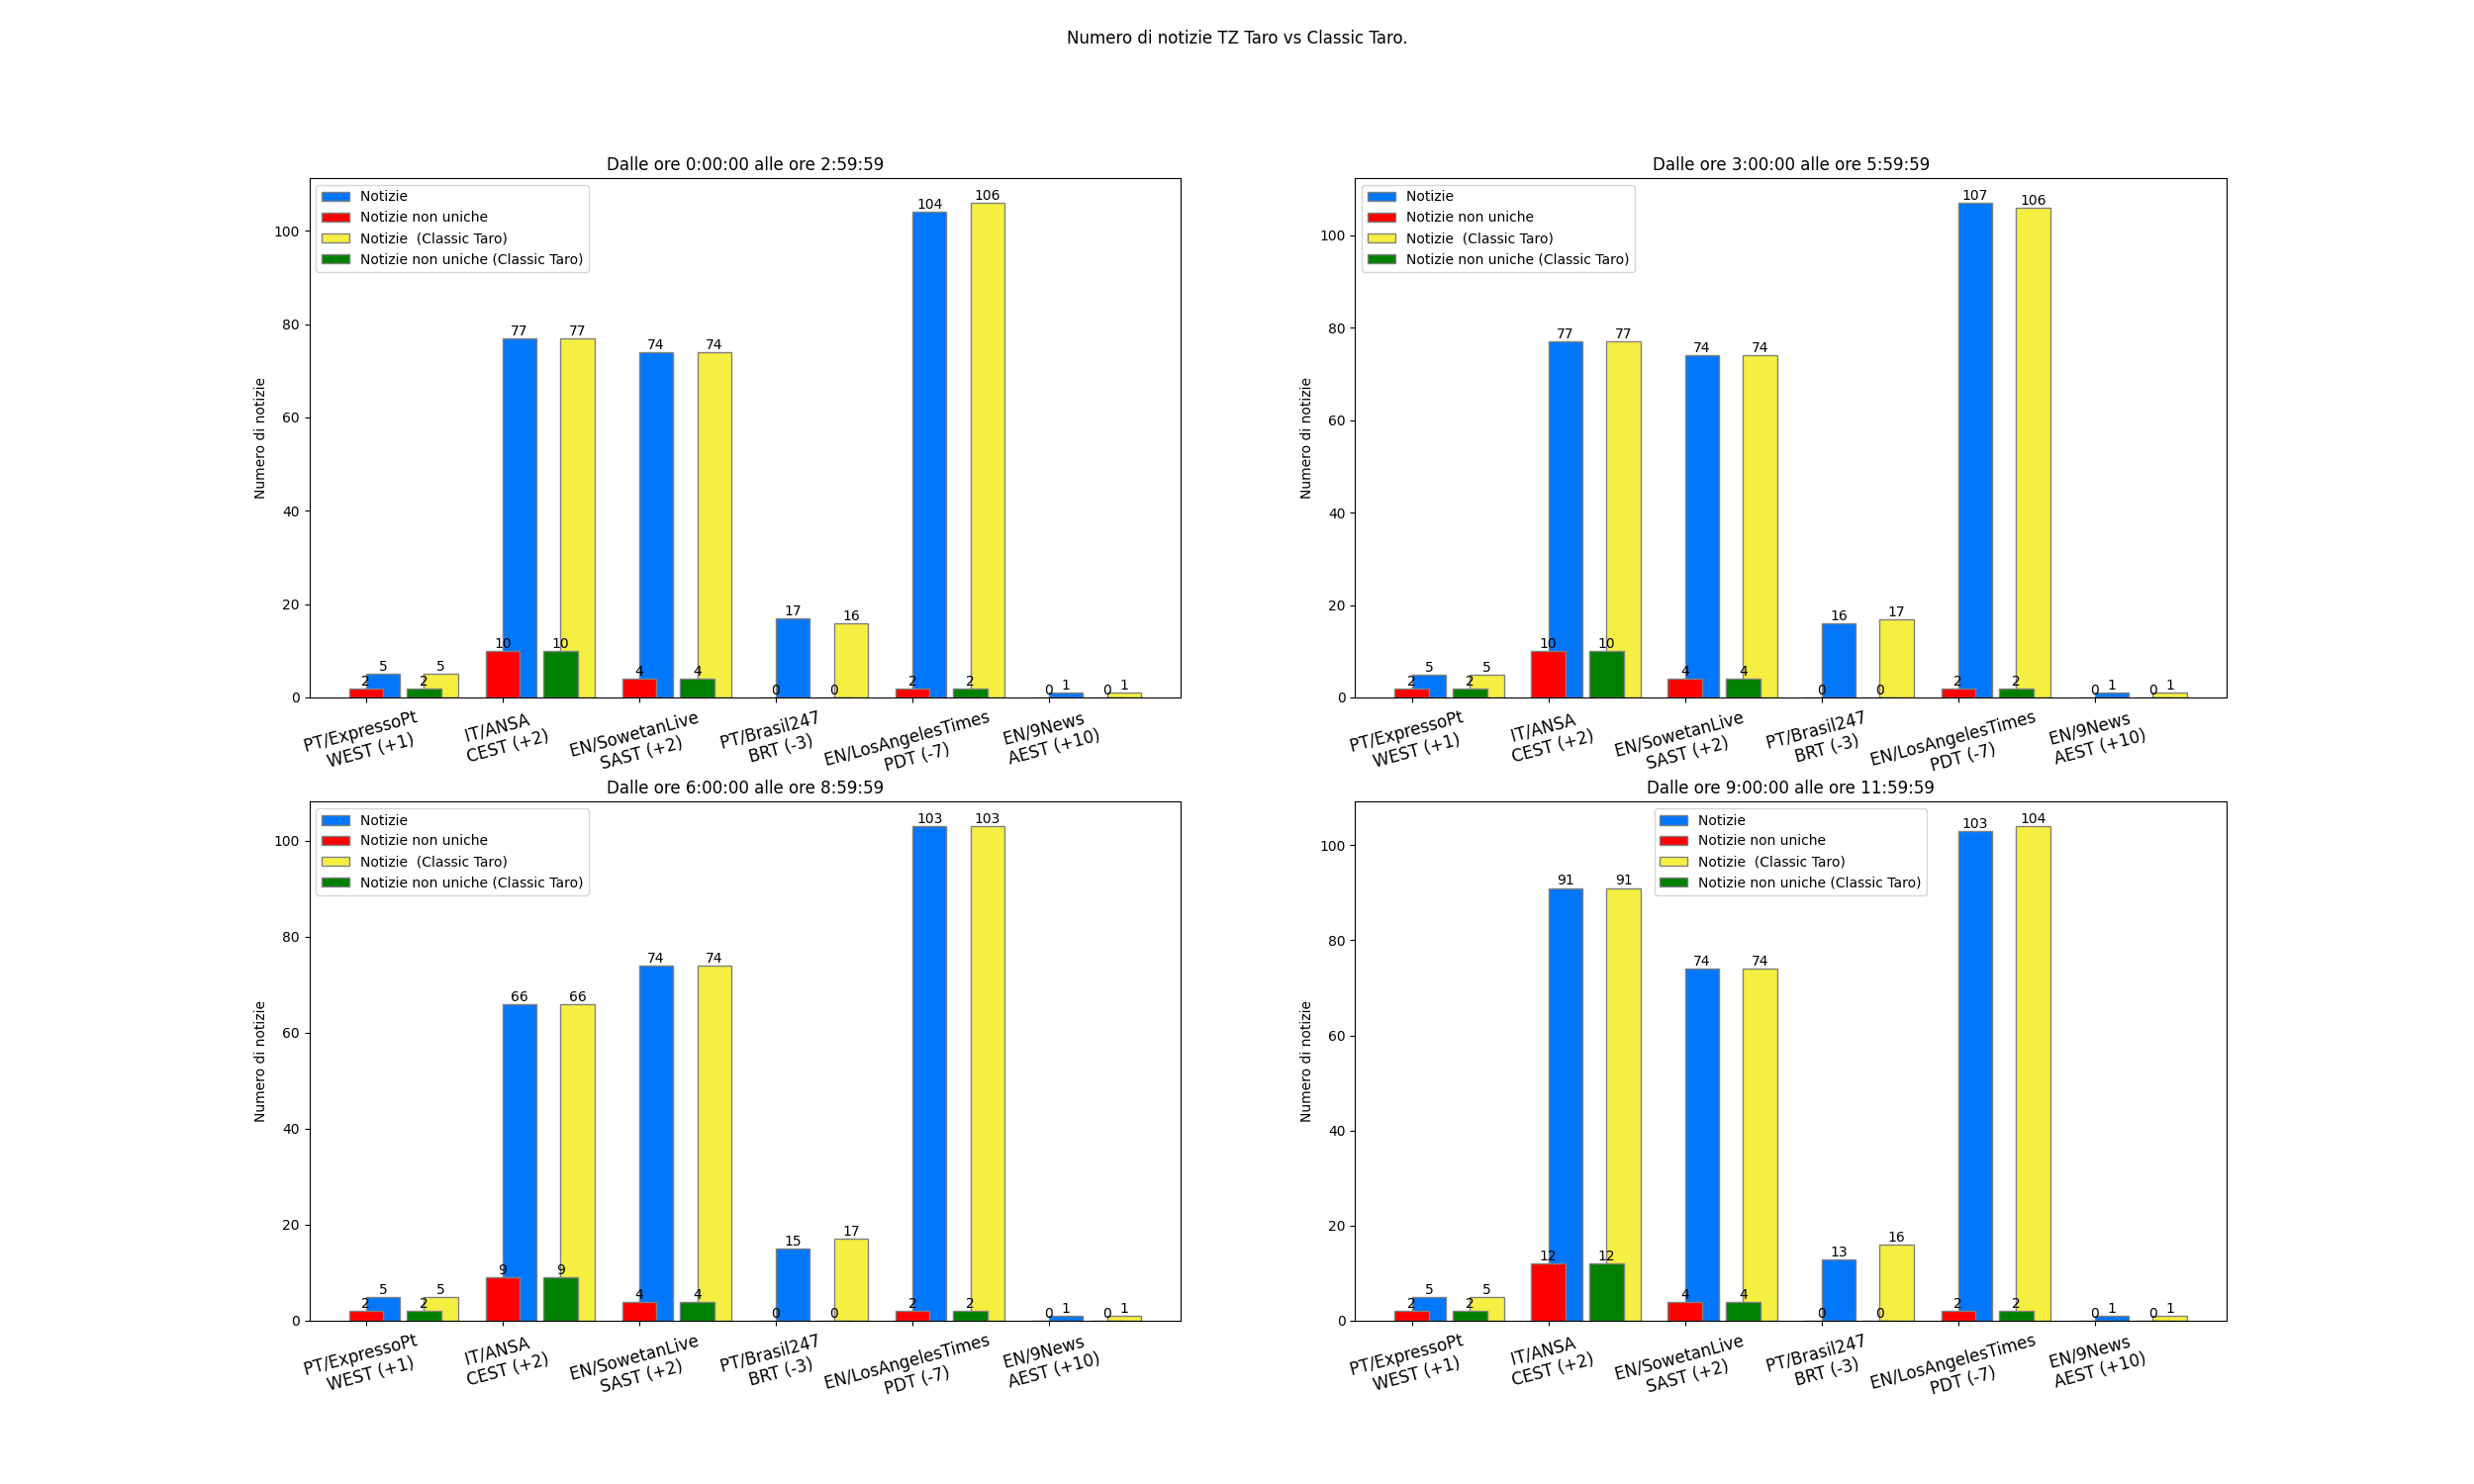 Numero di notizie TZ Taro vs Classic Taro.
Dalle ore 0:00:00 alle ore 2:59:59
Notizie
Notizie non uniche
Notizie  (Classic Taro)
Notizie non uniche (Classic Taro)
Numero di notizie
100
80
60
40
20
0
2 5 2 5
10 77 10 77
4 74 4 74
0 17 0 16
2 104 2 106
0 1 0 1
PT/ExpressoPt
WEST (+1)
IT/ANSA
CEST (+2)
EN/SowetanLive
SAST (+2)
PT/Brasil247
BRT (-3)
EN/LosAngelesTimes
PDT (-7)
EN/9News
AEST (+10)
Dalle ore 3:00:00 alle ore 5:59:59
Notizie
Notizie non uniche
Notizie  (Classic Taro)
Notizie non uniche (Classic Taro)
Numero di notizie
100
80
60
40
20
0
2 5 2 5
10 77 10 77
4 74 4 74
0 16 0 17
2 107 2 106
0 1 0 1
PT/ExpressoPt
WEST (+1)
IT/ANSA
CEST (+2)
EN/SowetanLive
SAST (+2)
PT/Brasil247
BRT (-3)
EN/LosAngelesTimes
PDT (-7)
EN/9News
AEST (+10)
Dalle ore 6:00:00 alle ore 8:59:59
Notizie
Notizie non uniche
Notizie  (Classic Taro)
Notizie non uniche (Classic Taro)
Numero di notizie
100
80
60
40
20
0
2 5 2 5
9 66 9 66
4 74 4 74
0 15 0 17
2 103 2 103
0 1 0 1
PT/ExpressoPt
WEST (+1)
IT/ANSA
CEST (+2)
EN/SowetanLive
SAST (+2)
PT/Brasil247
BRT (-3)
EN/LosAngelesTimes
PDT (-7)
EN/9News
AEST (+10)
Dalle ore 9:00:00 alle ore 11:59:59
Notizie
Notizie non uniche
Notizie  (Classic Taro)
Notizie non uniche (Classic Taro)
Numero di notizie
100
80
60
40
20
0
2 5 2 5
12 91 12 91
4 74 4 74
0 13 0 16
2 103 2 104
0 1 0 1
PT/ExpressoPt
WEST (+1)
IT/ANSA
CEST (+2)
EN/SowetanLive
SAST (+2)
PT/Brasil247
BRT (-3)
EN/LosAngelesTimes
PDT (-7)
EN/9News
AEST (+10)